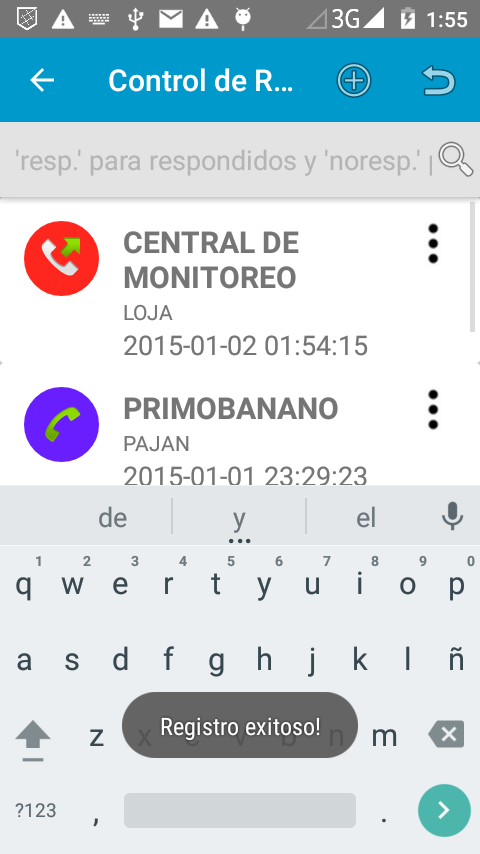 3G 1:55
Control de R...
'resp.' para respondidos y 'noresp.'
CENTRAL DE
MONITOREO
LOJA
2015-01-02 01:54:15
PRIMOBANANO
PAJAN
2015-01-01 23:29:23
de y el
1 2 3 4 5 6 7 8 9 0
q w e r t y u i o p
a s d f g h j k l ñ
z x c v b n m
Registro exitoso!
?123 , .